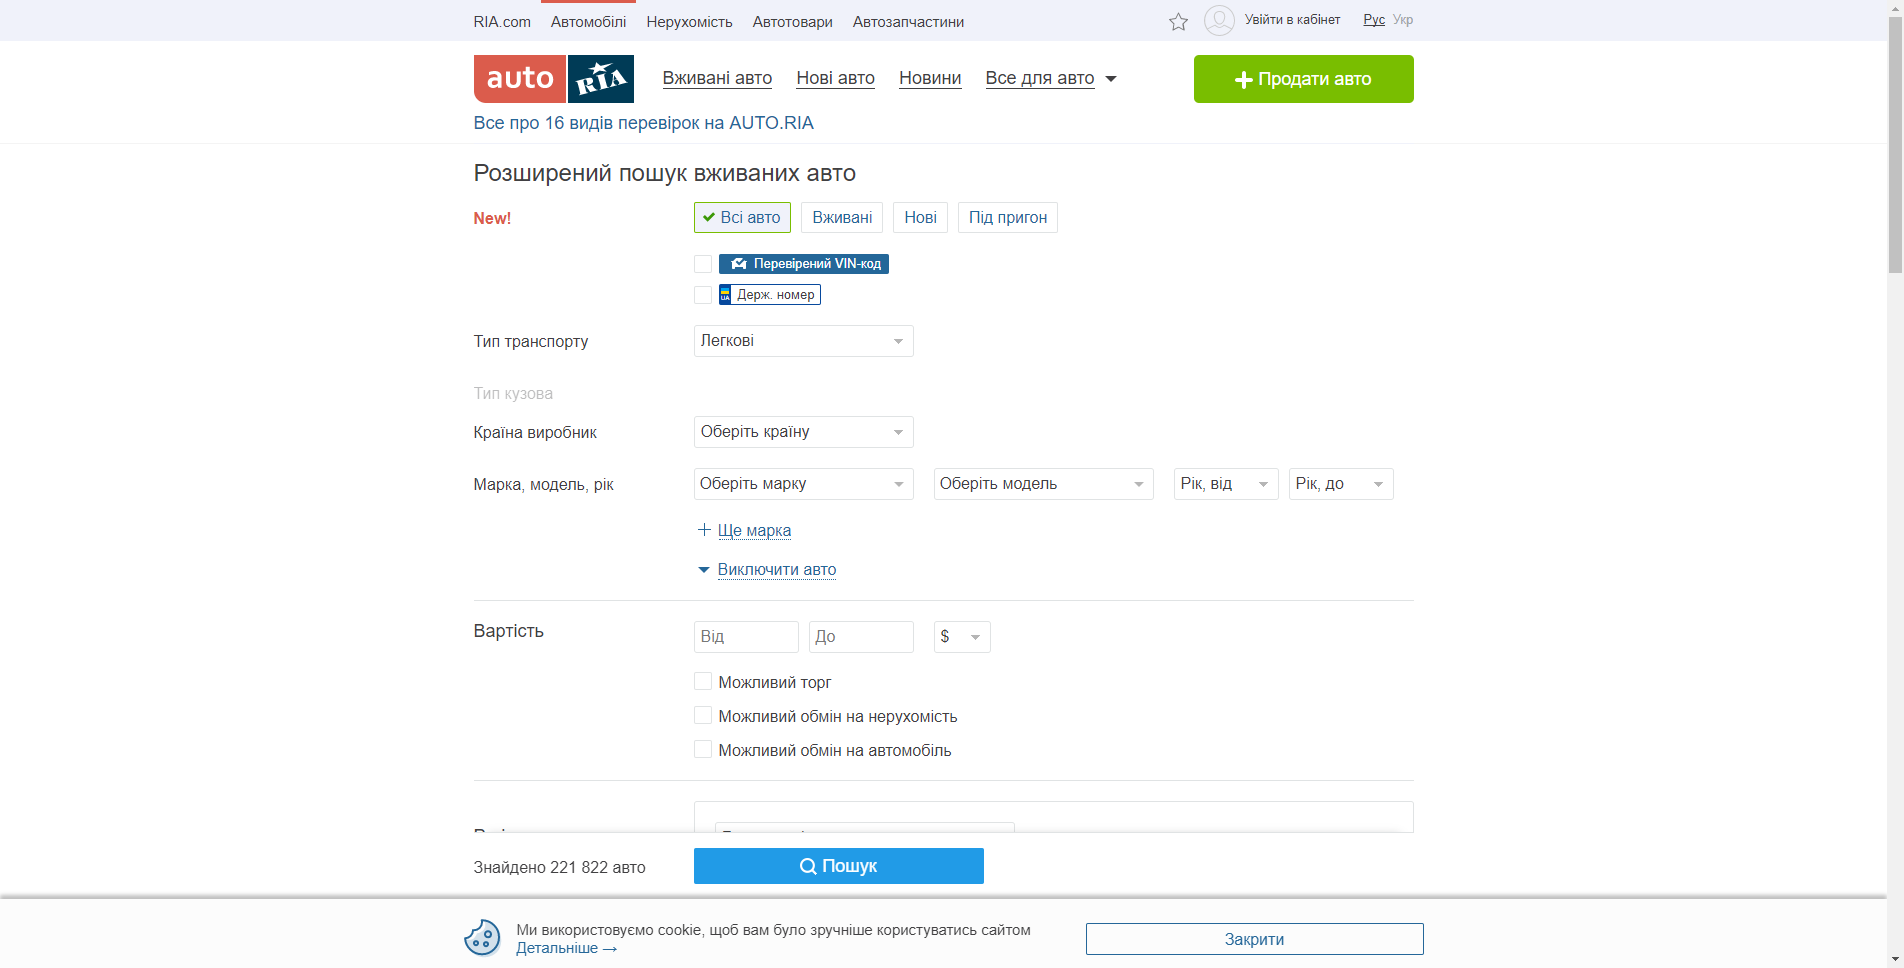 RIA.com Автомобілі Нерухомість Автотовари Автозапчастини Увійти в кабінет Рус Укр
auto RIA Вживані авто Нові авто Новини Все для авто Продати авто
Все про 16 видів перевірок на AUTO.RIA
Розширений пошук вживаних авто
New! Всі авто Вживані Нові Під пригон
Перевірений VIN-код
UA Держ. номер
Тип транспорту Легкові
Тип кузова
Країна виробник Оберіть країну
Марка, модель, рік Оберіть марку Оберіть модель Рік, від Рік, до
Ще марка
Виключити авто
Вартість Від До $
Можливий торг
Можливий обмін на нерухомість
Можливий обмін на автомобіль
Знайдено 221 822 авто Пошук
Ми використовуємо cookie, щоб вам було зручніше користуватись сайтом
Детальніше → Закрити